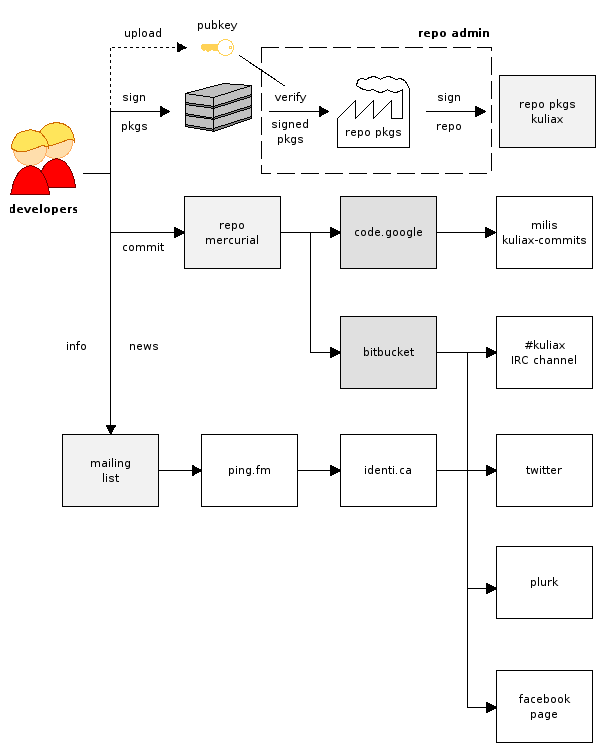 pubkey
upload
repo admin
sign
pkgs
verify
signed
pkgs
repo pkgs
sign
repo
repo pkgs
kuliax
developers
commit
repo
mercurial
code.google
milis
kuliax-commits
info
news
bitbucket
#kuliax
IRC channel
mailing
list
ping.fm
identi.ca
twitter
plurk
facebook
page